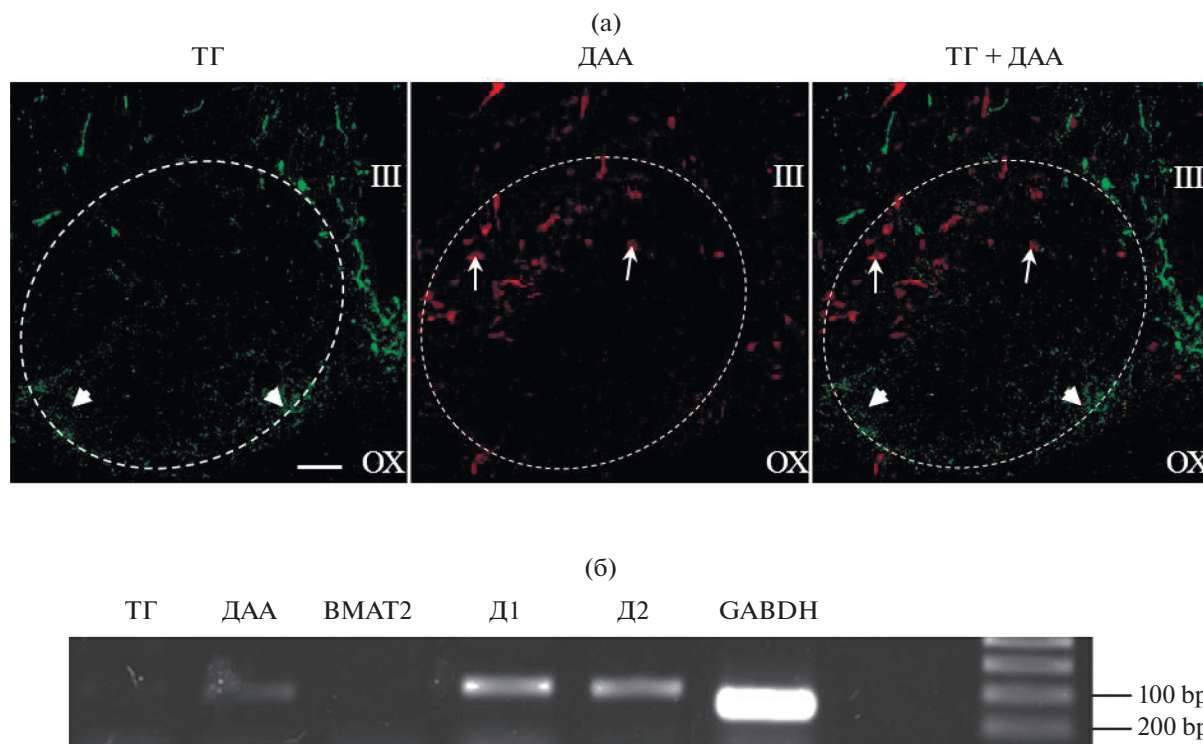 (а)
ТГ ДАА ТГ + ДАА
III III III
OX OX OX
(б)
ТГ ДАА ВМАТ2 Д1 Д2 GABDH
100 bp
200 bp